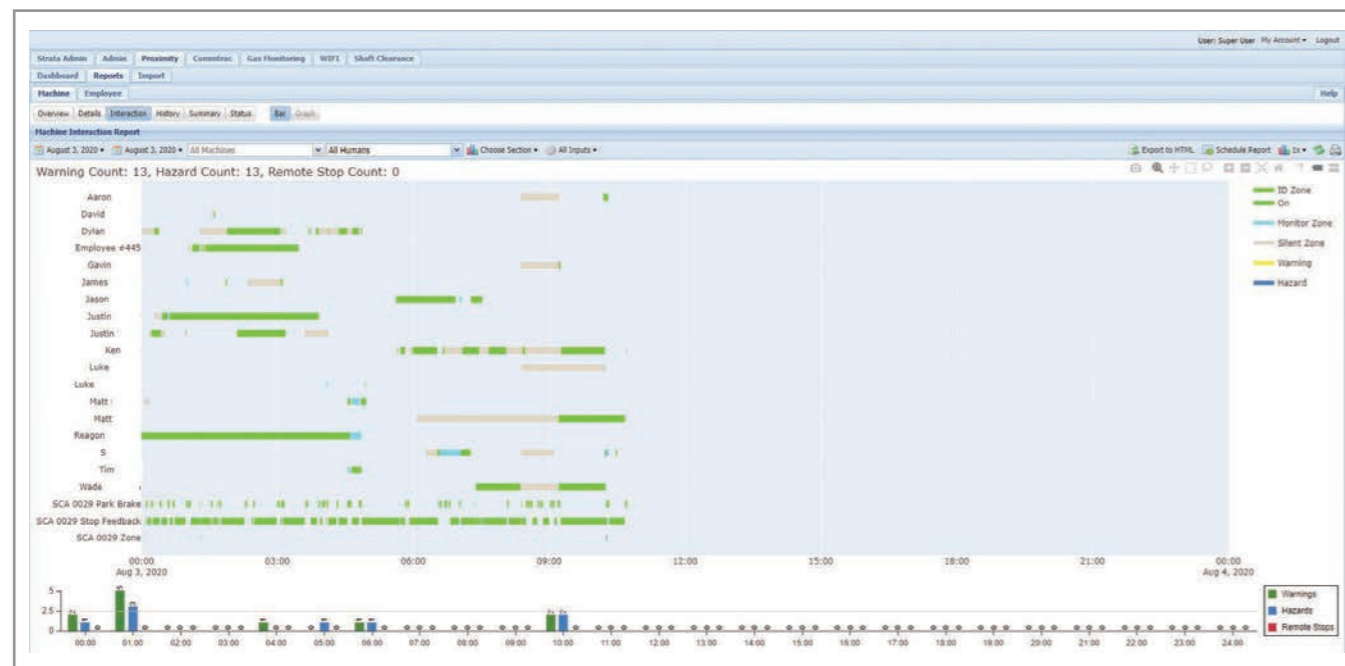 User: Super User My Account Logout
Strata Admin Admin Proximity Commtrac Gas Monitoring WIFI Shaft Clearance
Dashboard Reports Import
Machine Employee Help
Overview Details Interaction History Summary Status Bar Graph
Machine Interaction Report
August 3, 2020 August 3, 2020 All Machines All Humans Choose Section All Inputs Export to HTML Schedule Report 1x
Warning Count: 13, Hazard Count: 13, Remote Stop Count: 0
Aaron
David
Dylan
Employee #445
Gavin
James
Jason
Justin
Justin
Ken
Luke
Luke
Matt
Matt
Reagon
S
Tim
Wade
SCA 0029 Park Brake
SCA 0029 Stop Feedback
SCA 0029 Zone
ID Zone
On
Monitor Zone
Silent Zone
Warning
Hazard
00:00 03:00 06:00 09:00 12:00 15:00 18:00 21:00 00:00
Aug 3, 2020 Aug 4, 2020
5
2.5
0
00:00 01:00 02:00 03:00 04:00 05:00 06:00 07:00 08:00 09:00 10:00 11:00 12:00 13:00 14:00 15:00 16:00 17:00 18:00 19:00 20:00 21:00 22:00 23:00 24:00
Warnings
Hazards
Remote Stops